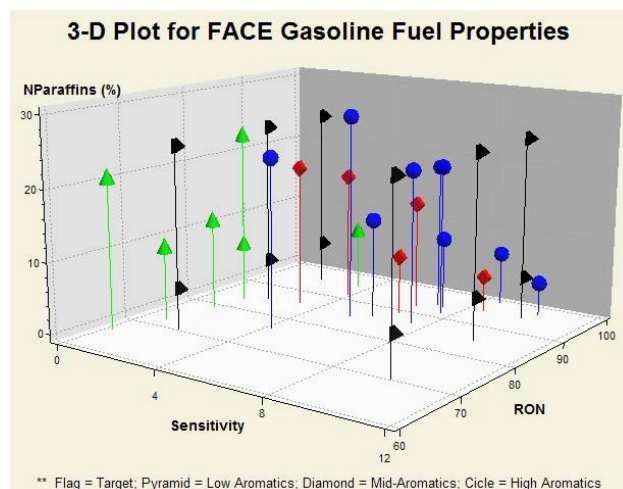 3-D Plot for FACE Gasoline Fuel Properties
NParaffins (%)
30
20
10
0
0
4
8
12
Sensitivity
60
70
80
90
100
RON
** Flag = Target; Pyramid = Low Aromatics; Diamond = Mid-Aromatics; Cicle = High Aromatics